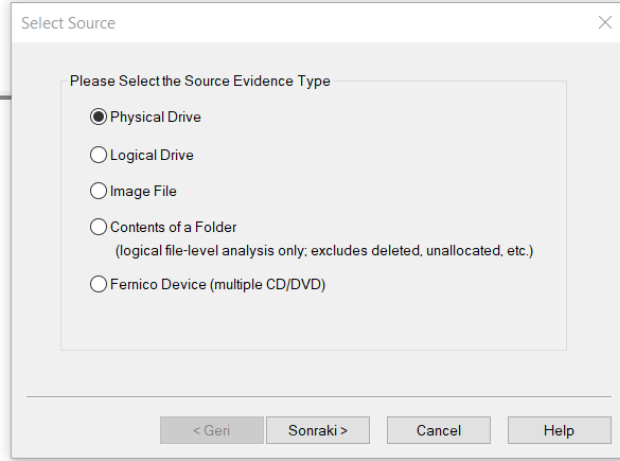 Select Source
Please Select the Source Evidence Type
Physical Drive
Logical Drive
Image File
Contents of a Folder
(logical file-level analysis only; excludes deleted, unallocated, etc.)
Fernico Device (multiple CD/DVD)
< Geri Sonraki > Cancel Help